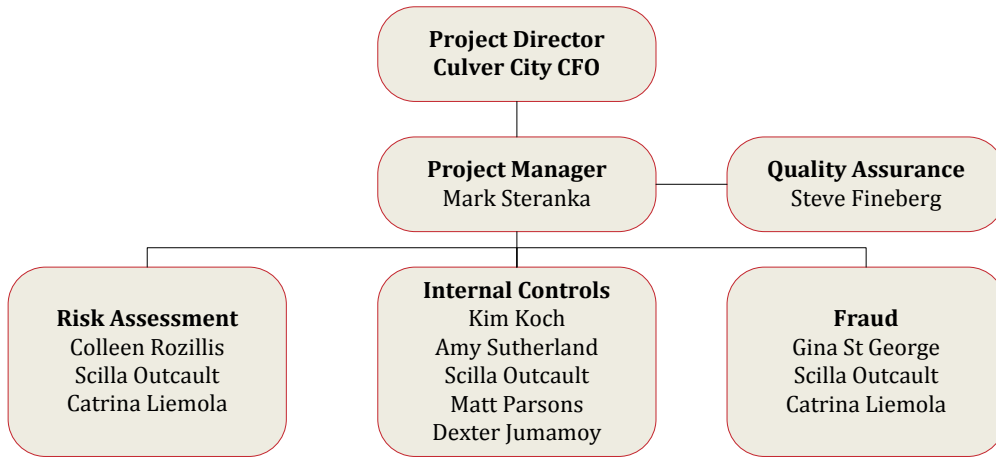 Project Director
Culver City CFO
Project Manager
Mark Steranka
Quality Assurance
Steve Fineberg
Risk Assessment
Colleen Rozillis
Scilla Outcault
Catrina Liemola
Internal Controls
Kim Koch
Amy Sutherland
Scilla Outcault
Matt Parsons
Dexter Jumamoy
Fraud
Gina St George
Scilla Outcault
Catrina Liemola